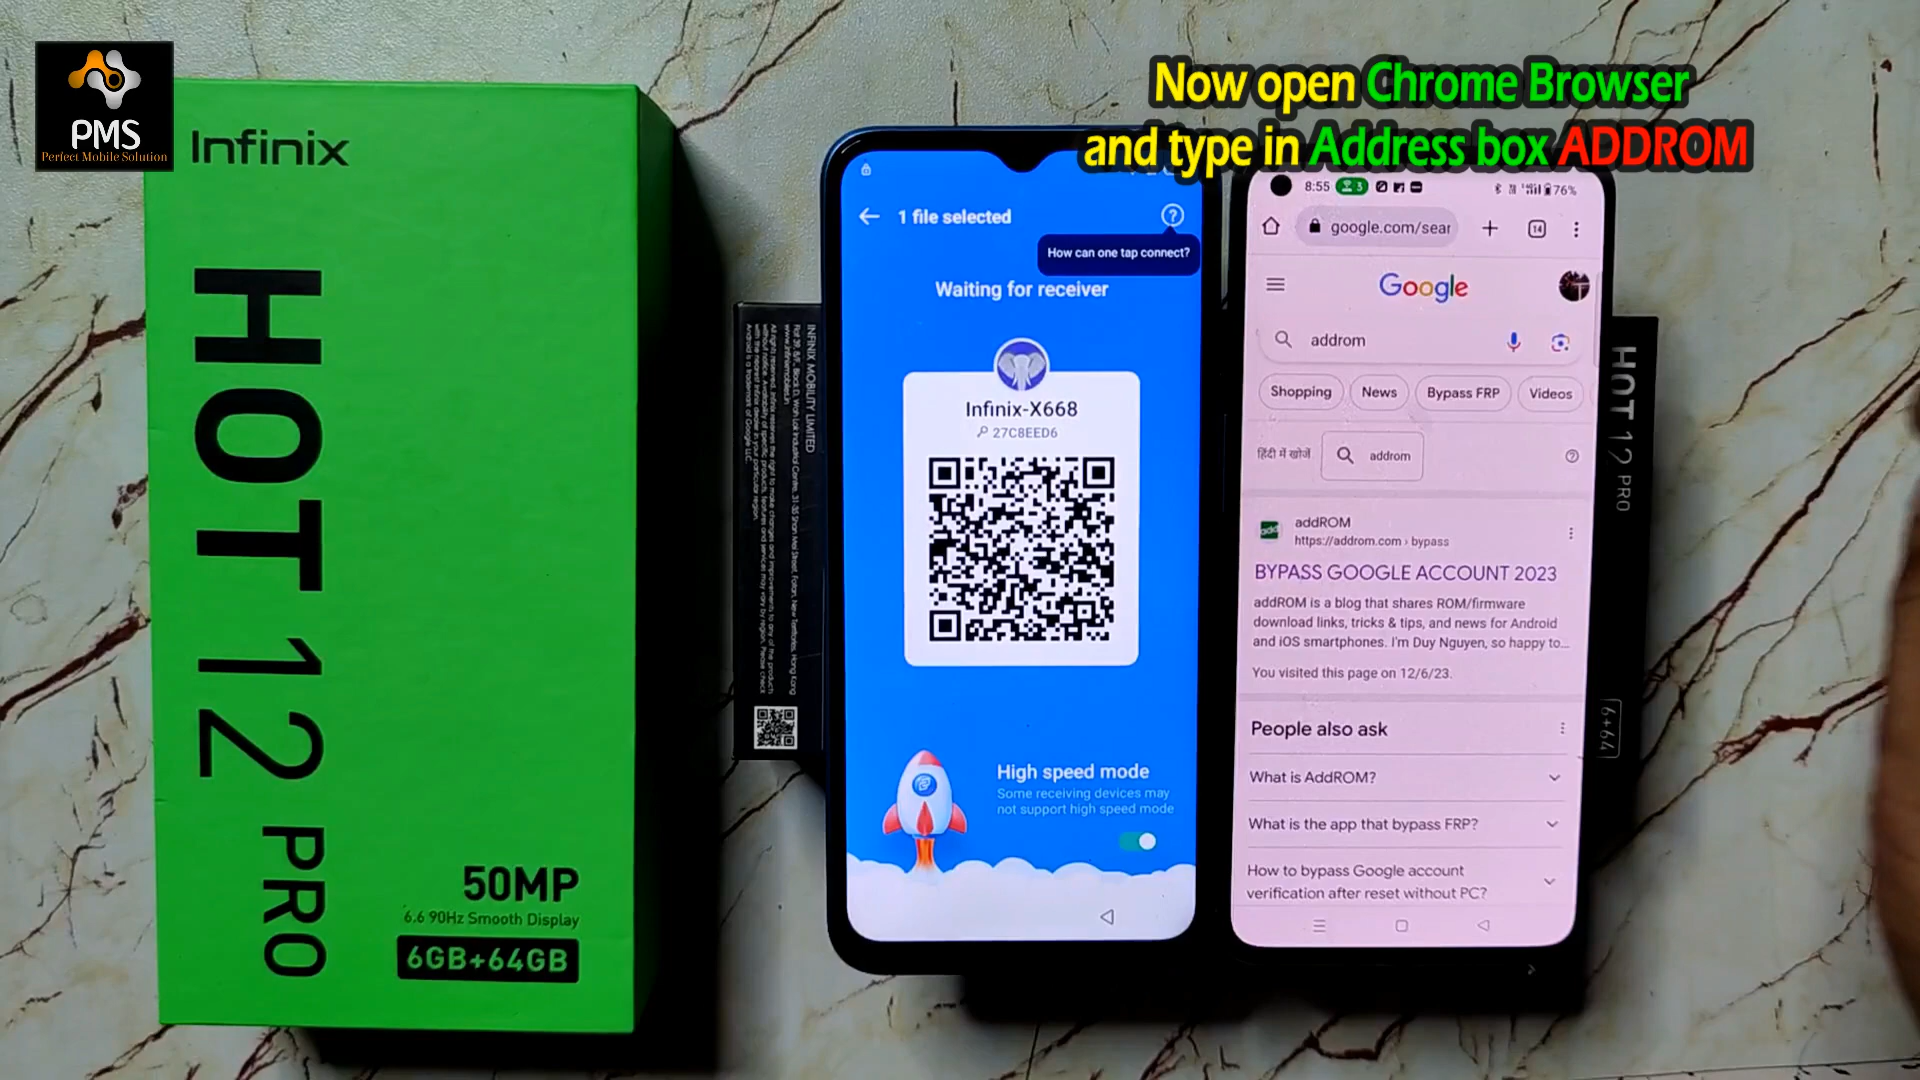 Now open Chrome Browser
and type in Address box ADDROM
PMS
Perfect Mobile Solution
Infinix
HOT 12 PRO
50MP
6.6 90Hz Smooth Display
6GB+64GB
INFINIX MOBILITY LIMITED
1 file selected
How can one tap connect?
Waiting for receiver
Infinix-X668
27C8EED6
High speed mode
Some receiving devices may
not support high speed mode
8:55
3
76%
google.com/sear
14
Google
addrom
Shopping
News
Bypass FRP
Videos
हिंदी में खोजें
addrom
addROM
https://addrom.com › bypass
BYPASS GOOGLE ACCOUNT 2023
addROM is a blog that shares ROM/firmware
download links, tricks & tips, and news for Android
and iOS smartphones. I'm Duy Nguyen, so happy to...
You visited this page on 12/6/23.
People also ask
What is AddROM?
What is the app that bypass FRP?
How to bypass Google account
verification after reset without PC?
HOT 12 PRO
6+64